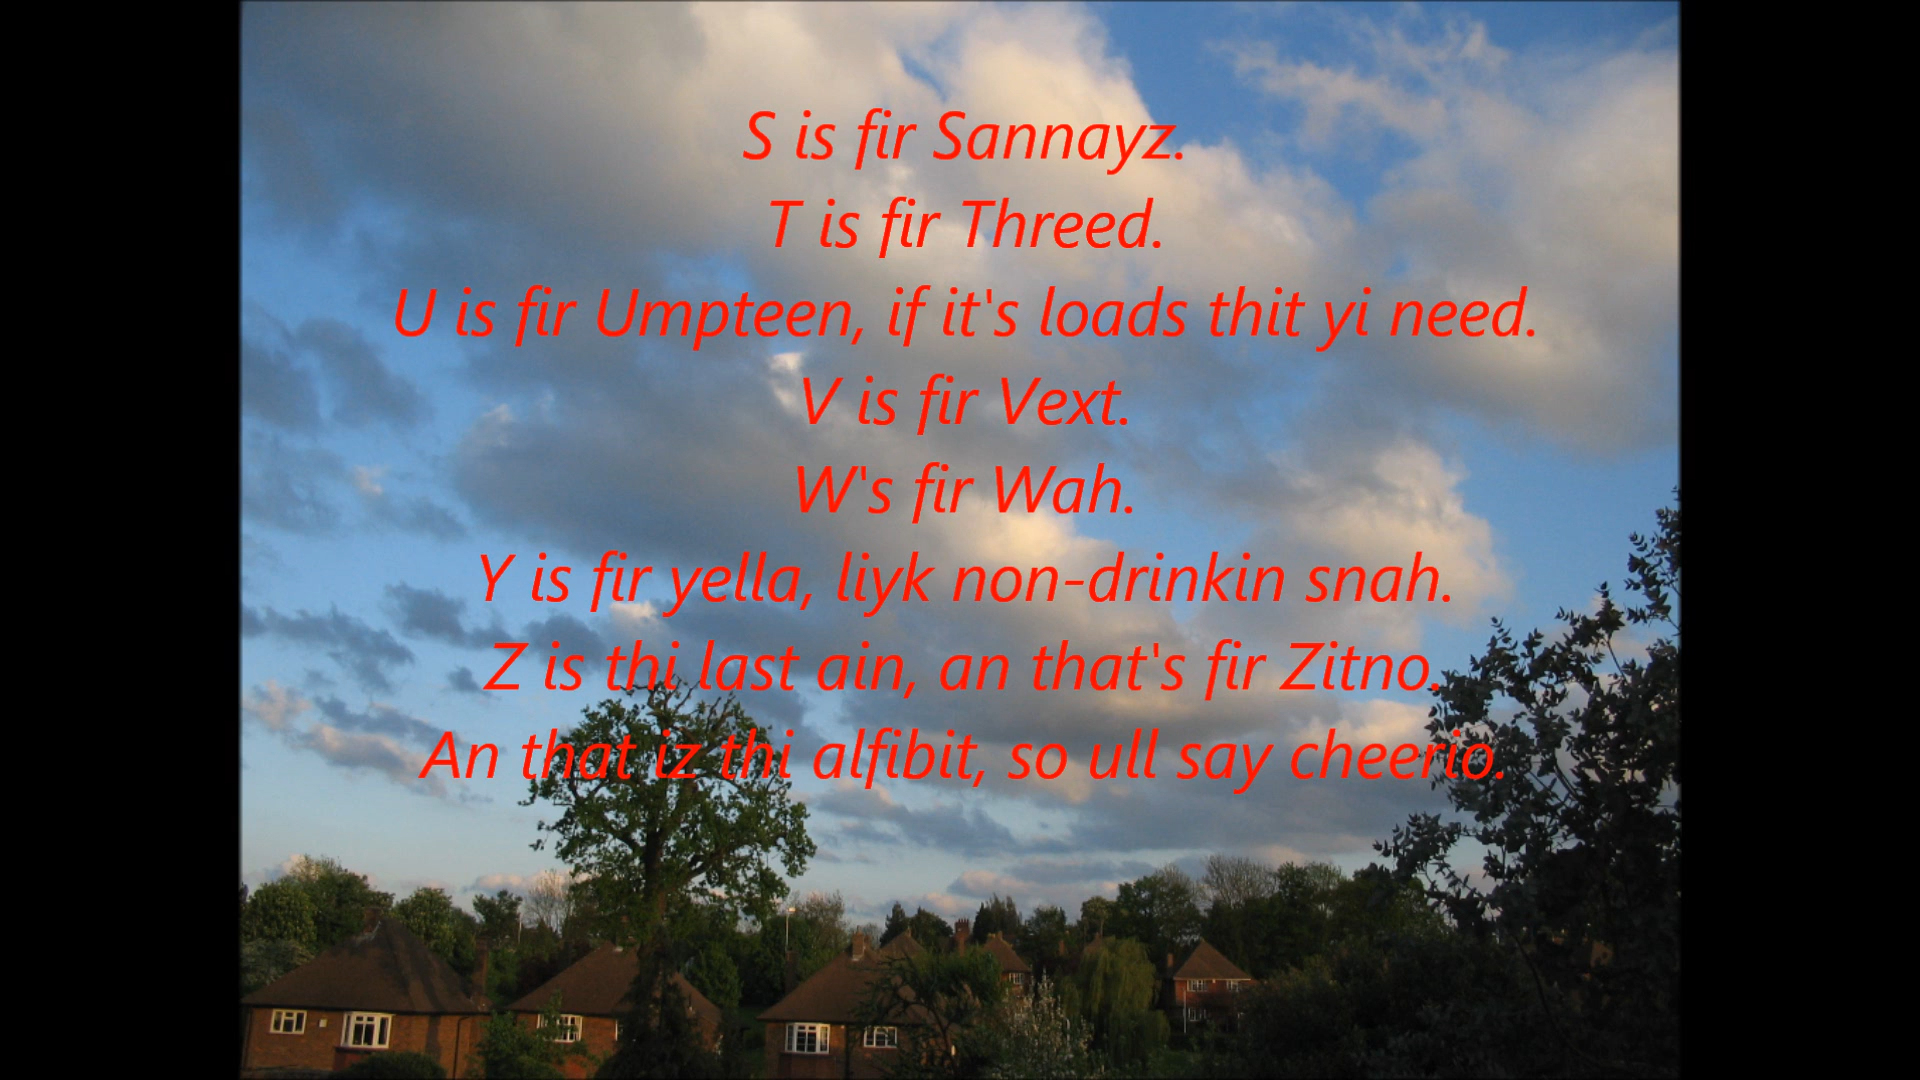 S is fir Sannayz.
T is fir Threed.
U is fir Umpteen, if it's loads thit yi need.
V is fir Vext.
W's fir Wah.
Y is fir yella, liyk non-drinkin snah.
Z is thi last ain, an that's fir Zitno.
An that iz thi alfibit, so ull say cheerio.